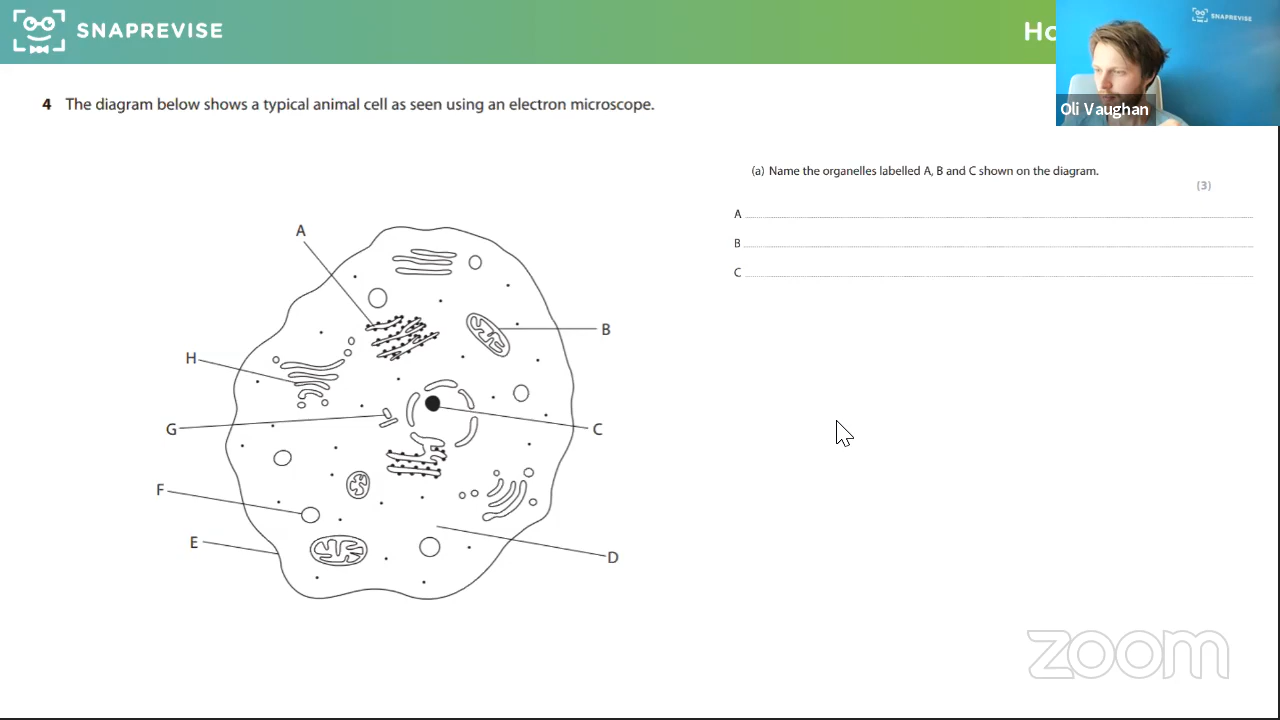 SNAPREVISE
Ho
SNAPREVISE
Oli Vaughan
4 The diagram below shows a typical animal cell as seen using an electron microscope.
(a) Name the organelles labelled A, B and C shown on the diagram.
(3)
A
B
C
A
B
H
G
C
F
E
D
zoom